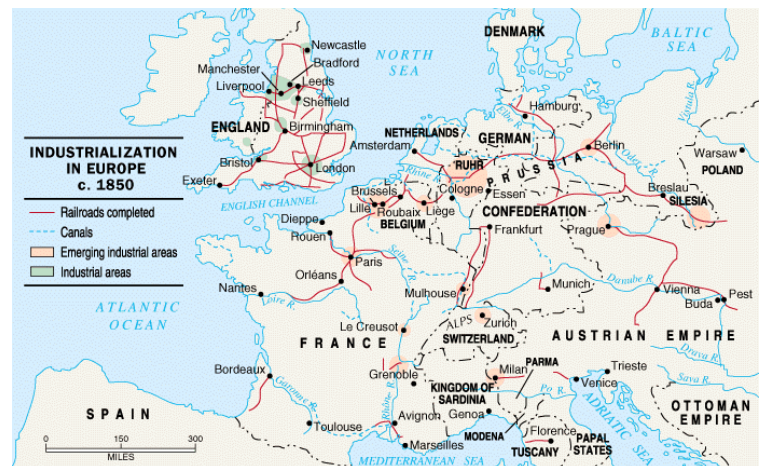 DENMARK
BALTIC
SEA
NORTH
SEA
Newcastle
Bradford
Manchester
Leeds
Liverpool
Sheffield
ENGLAND
Birmingham
Bristol
London
Exeter
ENGLISH CHANNEL
INDUSTRIALIZATION
IN EUROPE
c. 1850
Railroads completed
Canals
Emerging industrial areas
Industrial areas
Hamburg
Elbe R.
Vistula R.
NETHERLANDS
Amsterdam
GERMAN
Berlin
PRUSSIA
Oder R.
Warsaw
POLAND
RUHR
Rhine R.
Cologne
Essen
Breslau
SILESIA
Brussels
Lille
Roubaix
Liège
BELGIUM
CONFEDERATION
Frankfurt
Prague
Dieppe
Rouen
Seine R.
Paris
Orléans
Nantes
Loire R.
Mulhouse
Munich
Danube R.
Vienna
Buda
Pest
ATLANTIC
OCEAN
Le Creusot
FRANCE
ALPS
Zurich
SWITZERLAND
AUSTRIAN EMPIRE
Drava R.
Sava R.
Bordeaux
Garonne R.
Grenoble
Rhône R.
Milan
PARMA
Trieste
Venice
Po R.
KINGDOM OF
SARDINIA
Genoa
MODENA
ADRIATIC SEA
OTTOMAN
EMPIRE
SPAIN
Toulouse
Avignon
Marseilles
Florence
TUSCANY
PAPAL
STATES
MEDITERRANEAN SEA
0 150 300
MILES